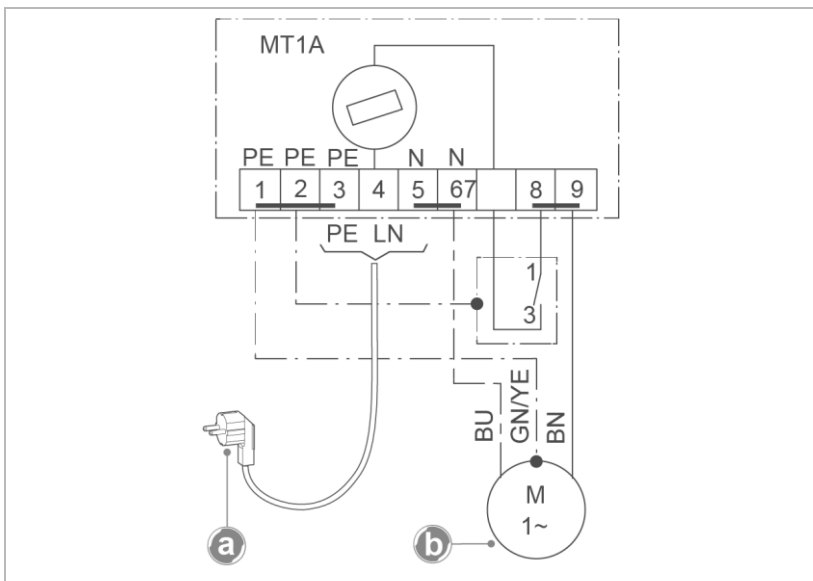 MT1A
PE PE PE N N
1 2 3 4 5 67 8 9
PE LN
1
3
BU
GN/YE
BN
M
1~
a
b